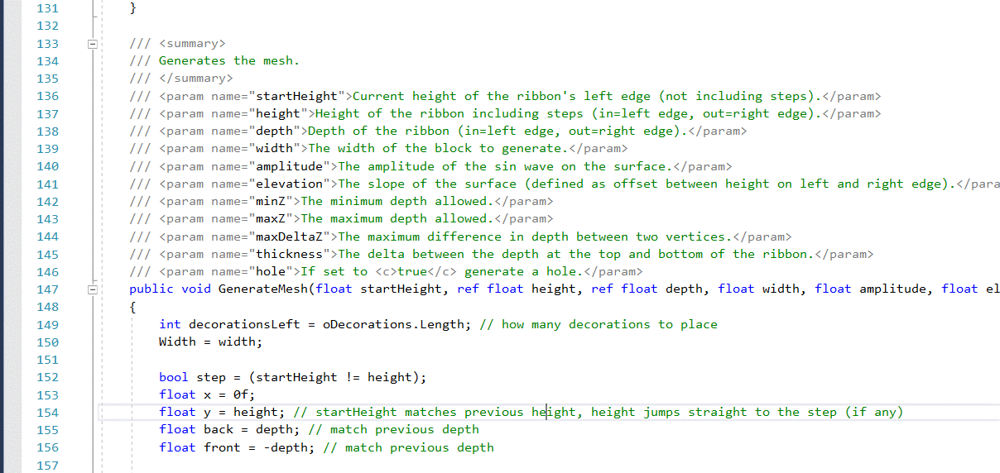 131 }
132
133 /// <summary>
134 /// Generates the mesh.
135 /// </summary>
136 /// <param name="startHeight">Current height of the ribbon's left edge (not including steps).</param>
137 /// <param name="height">Height of the ribbon including steps (in=left edge, out=right edge).</param>
138 /// <param name="depth">Depth of the ribbon (in=left edge, out=right edge).</param>
139 /// <param name="width">The width of the block to generate.</param>
140 /// <param name="amplitude">The amplitude of the sin wave on the surface.</param>
141 /// <param name="elevation">The slope of the surface (defined as offset between height on left and right edge).</para
142 /// <param name="minZ">The minimum depth allowed.</param>
143 /// <param name="maxZ">The maximum depth allowed.</param>
144 /// <param name="maxDeltaZ">The maximum difference in depth between two vertices.</param>
145 /// <param name="thickness">The delta between the depth at the top and bottom of the ribbon.</param>
146 /// <param name="hole">If set to <c>true</c> generate a hole.</param>
147 public void GenerateMesh(float startHeight, ref float height, ref float depth, float width, float amplitude, float el
148 {
149 int decorationsLeft = oDecorations.Length; // how many decorations to place
150 Width = width;
151
152 bool step = (startHeight != height);
153 float x = 0f;
154 float y = height; // startHeight matches previous height, height jumps straight to the step (if any)
155 float back = depth; // match previous depth
156 float front = -depth; // match previous depth
157